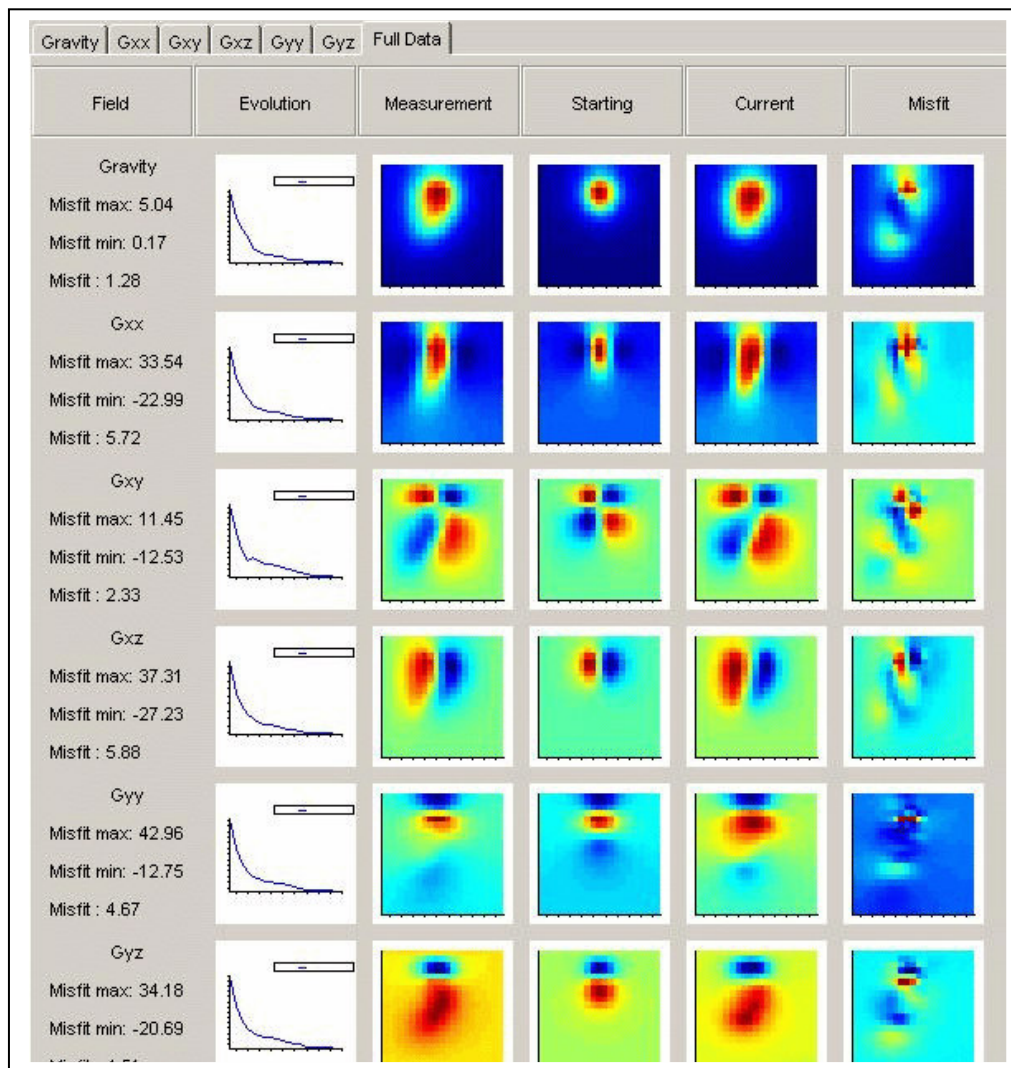 Gravity Gxx Gxy Gxz Gyy Gyz Full Data
Field Evolution Measurement Starting Current Misfit
Gravity
Misfit max: 5.04
Misfit min: 0.17
Misfit : 1.28
Gxx
Misfit max: 33.54
Misfit min: -22.99
Misfit : 5.72
Gxy
Misfit max: 11.45
Misfit min: -12.53
Misfit : 2.33
Gxz
Misfit max: 37.31
Misfit min: -27.23
Misfit : 5.88
Gyy
Misfit max: 42.96
Misfit min: -12.75
Misfit : 4.67
Gyz
Misfit max: 34.18
Misfit min: -20.69